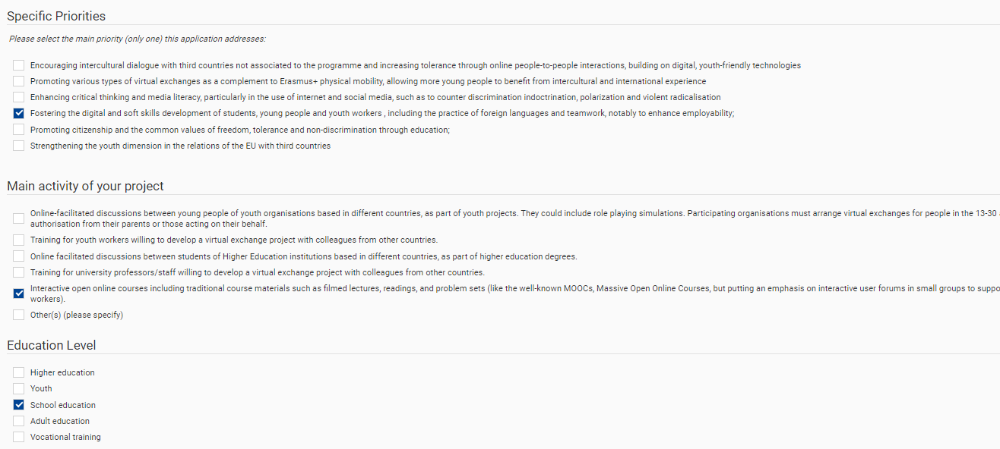 Specific Priorities
Please select the main priority (only one) this application addresses:
Encouraging intercultural dialogue with third countries not associated to the programme and increasing tolerance through online people-to-people interactions, building on digital, youth-friendly technologies
Promoting various types of virtual exchanges as a complement to Erasmus+ physical mobility, allowing more young people to benefit from intercultural and international experience
Enhancing critical thinking and media literacy, particularly in the use of internet and social media, such as to counter discrimination indoctrination, polarization and violent radicalisation
Fostering the digital and soft skills development of students, young people and youth workers , including the practice of foreign languages and teamwork, notably to enhance employability;
Promoting citizenship and the common values of freedom, tolerance and non-discrimination through education;
Strengthening the youth dimension in the relations of the EU with third countries
Main activity of your project
Online-facilitated discussions between young people of youth organisations based in different countries, as part of youth projects. They could include role playing simulations. Participating organisations must arrange virtual exchanges for people in the 13-30
authorisation from their parents or those acting on their behalf.
Training for youth workers willing to develop a virtual exchange project with colleagues from other countries.
Online facilitated discussions between students of Higher Education institutions based in different countries, as part of higher education degrees.
Training for university professors/staff willing to develop a virtual exchange project with colleagues from other countries.
Interactive open online courses including traditional course materials such as filmed lectures, readings, and problem sets (like the well-known MOOCs, Massive Open Online Courses, but putting an emphasis on interactive user forums in small groups to suppo
workers).
Other(s) (please specify)
Education Level
Higher education
Youth
School education
Adult education
Vocational training